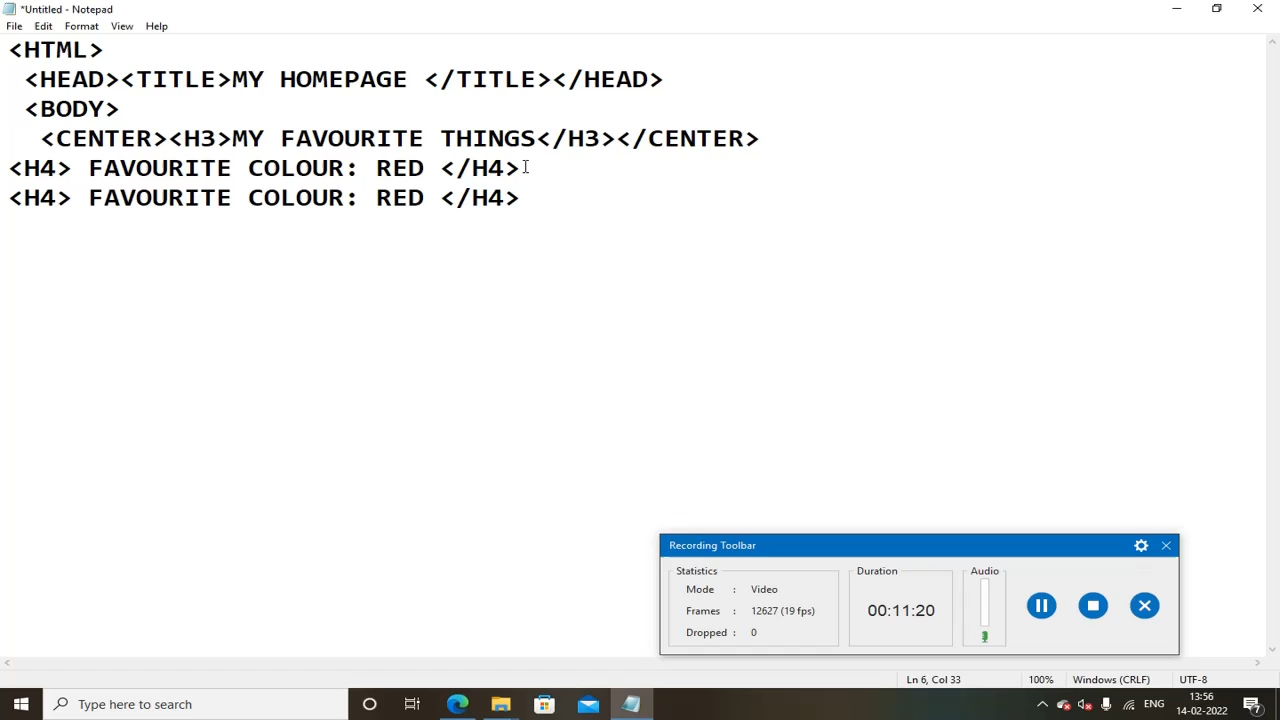 *Untitled - Notepad
File Edit Format View Help
<HTML>
<HEAD><TITLE>MY HOMEPAGE </TITLE></HEAD>
<BODY>
<CENTER><H3>MY FAVOURITE THINGS</H3></CENTER>
<H4> FAVOURITE COLOUR: RED </H4>
<H4> FAVOURITE COLOUR: RED </H4>
Recording Toolbar
Statistics Duration Audio
Mode : Video
Frames : 12627 (19 fps)
00:11:20
Dropped : 0
Ln 6, Col 33 100% Windows (CRLF) UTF-8
Type here to search
ENG
13:56
14-02-2022
7